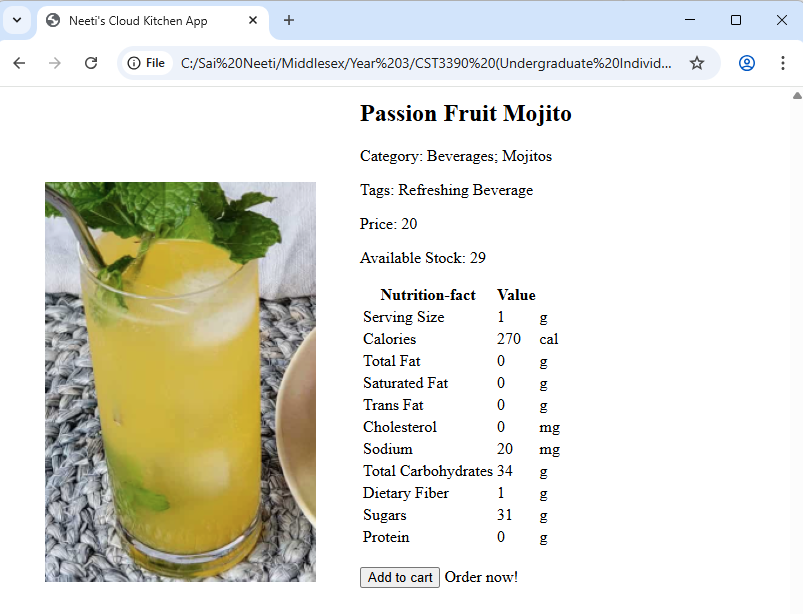 Neeti's Cloud Kitchen App
File C:/Sai%20Neeti/Middlesex/Year%203/CST3390%20(Undergraduate%20Individ...
Passion Fruit Mojito
Category: Beverages; Mojitos
Tags: Refreshing Beverage
Price: 20
Available Stock: 29
Nutrition-fact Value
Serving Size 1 g
Calories 270 cal
Total Fat 0 g
Saturated Fat 0 g
Trans Fat 0 g
Cholesterol 0 mg
Sodium 20 mg
Total Carbohydrates 34 g
Dietary Fiber 1 g
Sugars 31 g
Protein 0 g
Add to cart Order now!